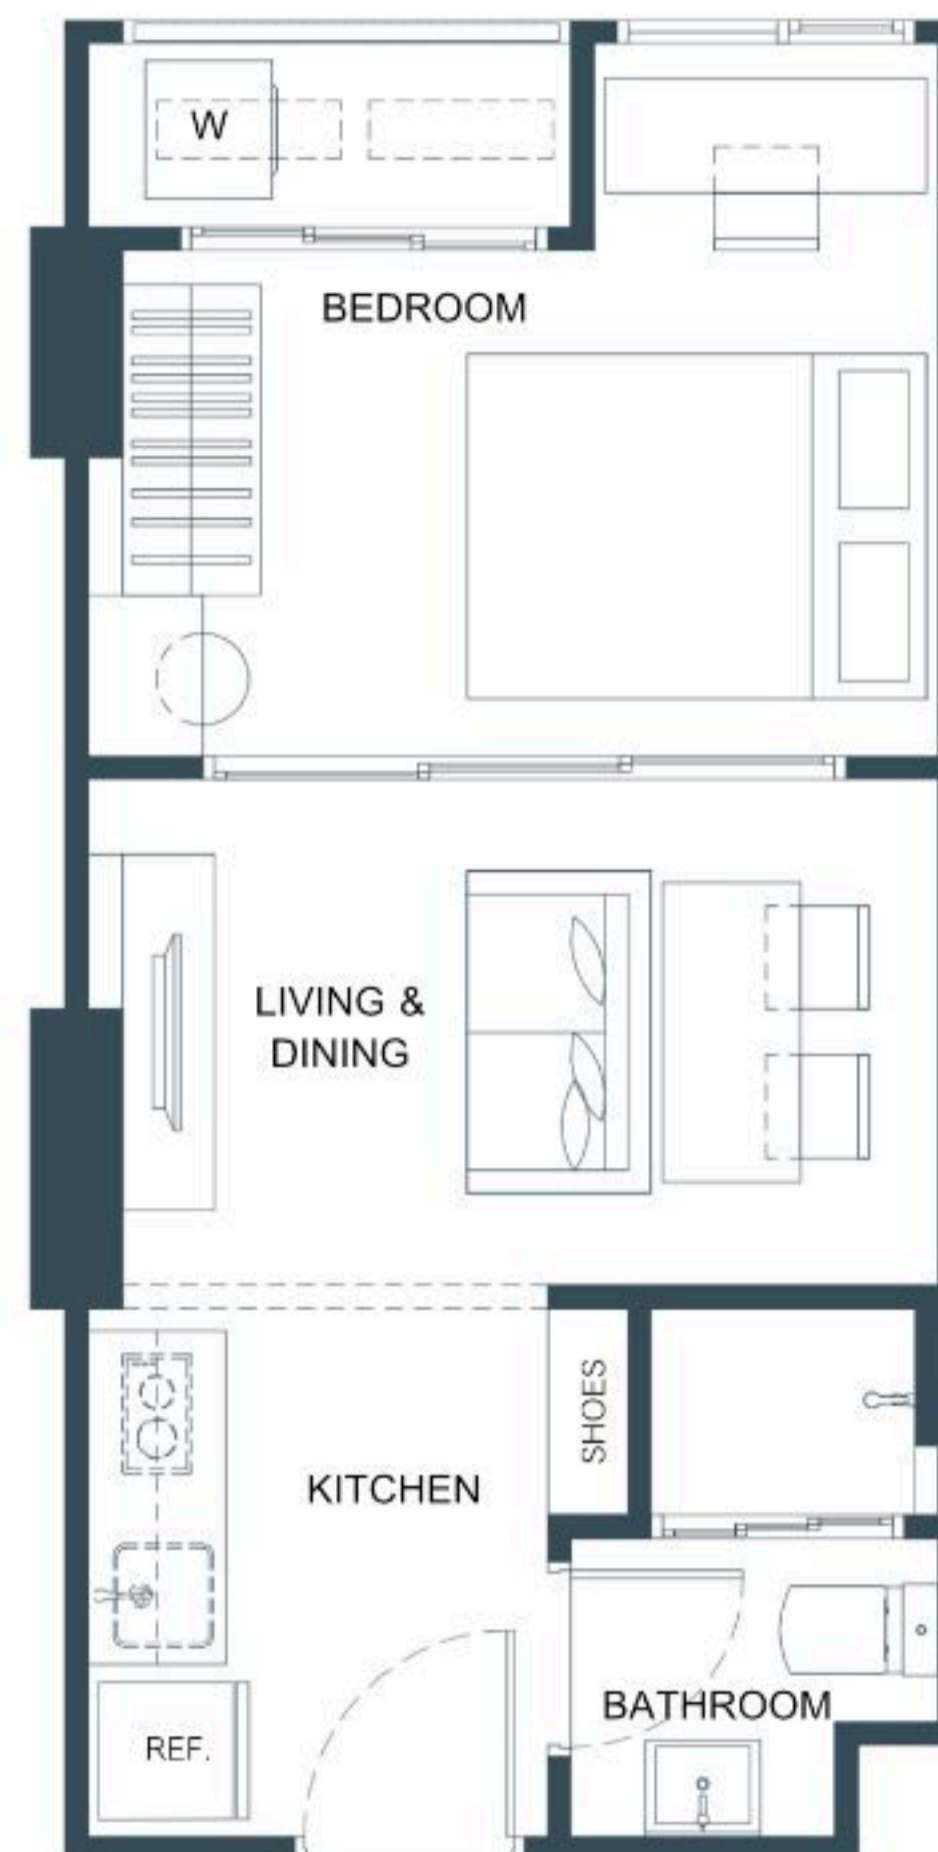 W
BEDROOM
LIVING &
DINING
SHOES
KITCHEN
BATHROOM
REF.